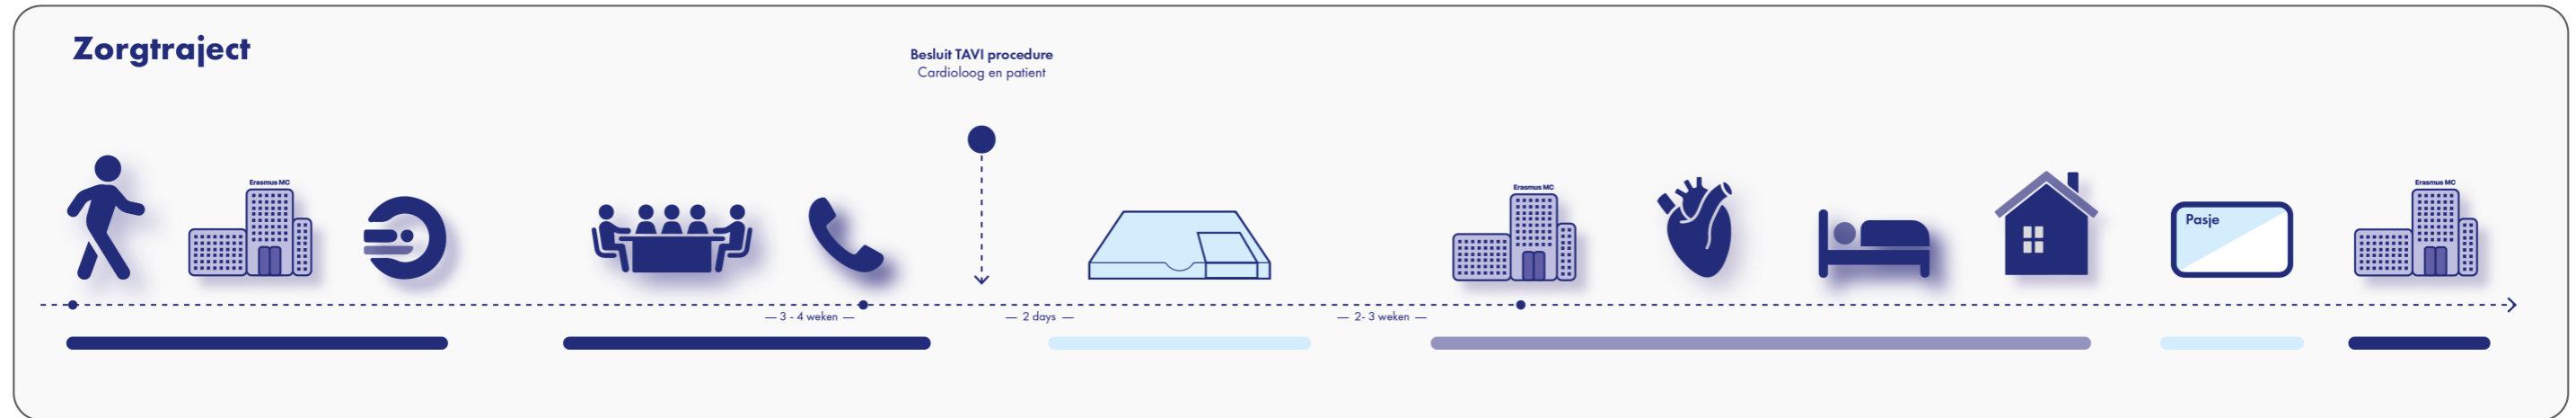 Zorgtraject
Besluit TAVI procedure
Cardioloog en patient
Erasmus MC
Erasmus MC
Pasje
Erasmus MC
— 3 - 4 weken —
— 2 days —
— 2- 3 weken —